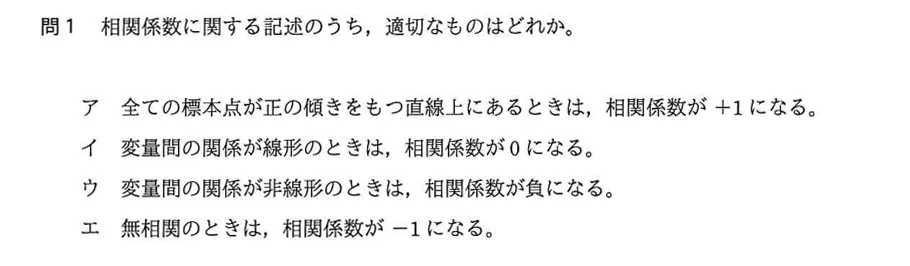 問1 相関係数に関する記述のうち，適切なものはどれか。
ア 全ての標本点が正の傾きをもつ直線上にあるときは，相関係数が ＋1 になる。
イ 変量間の関係が線形のときは，相関係数が 0 になる。
ウ 変量間の関係が非線形のときは，相関係数が負になる。
エ 無相関のときは，相関係数が −1 になる。